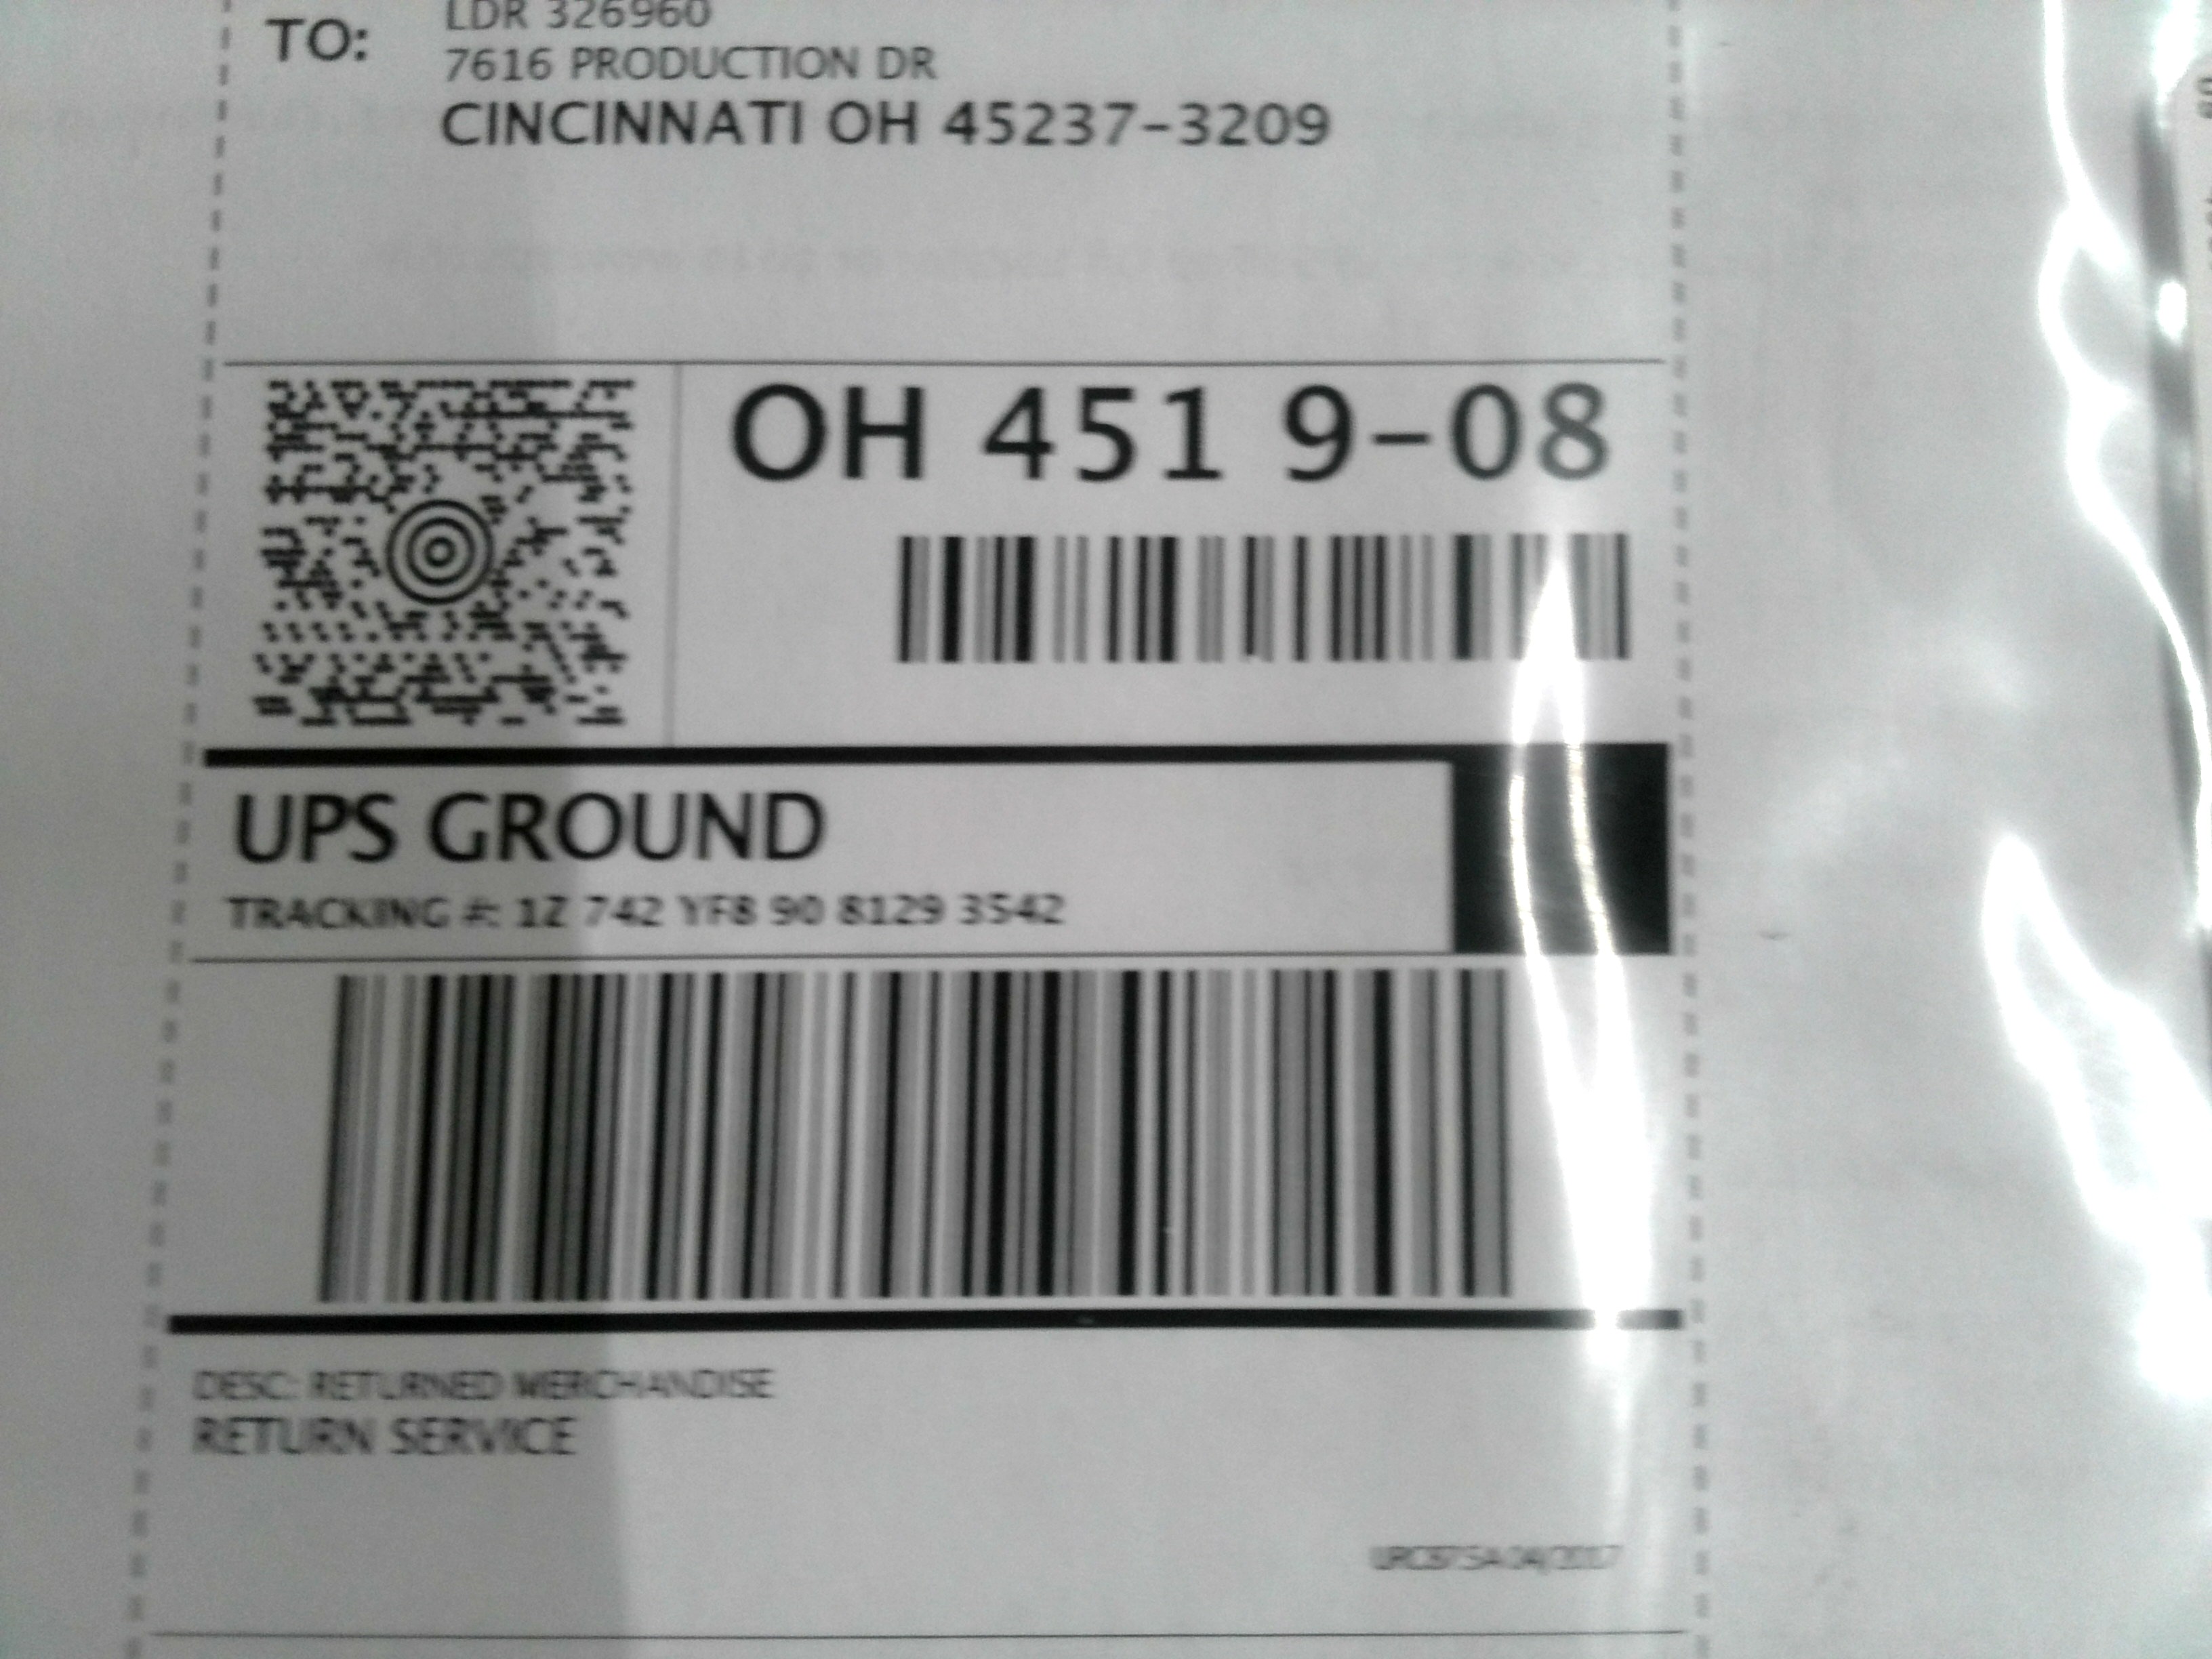 LDR 326960
TO: 7616 PRODUCTION DR
CINCINNATI OH 45237-3209
OH 451 9-08
UPS GROUND
TRACKING #: 1Z 742 YF8 90 8129 3542
DESC: RETURNED MERCHANDISE
RETURN SERVICE